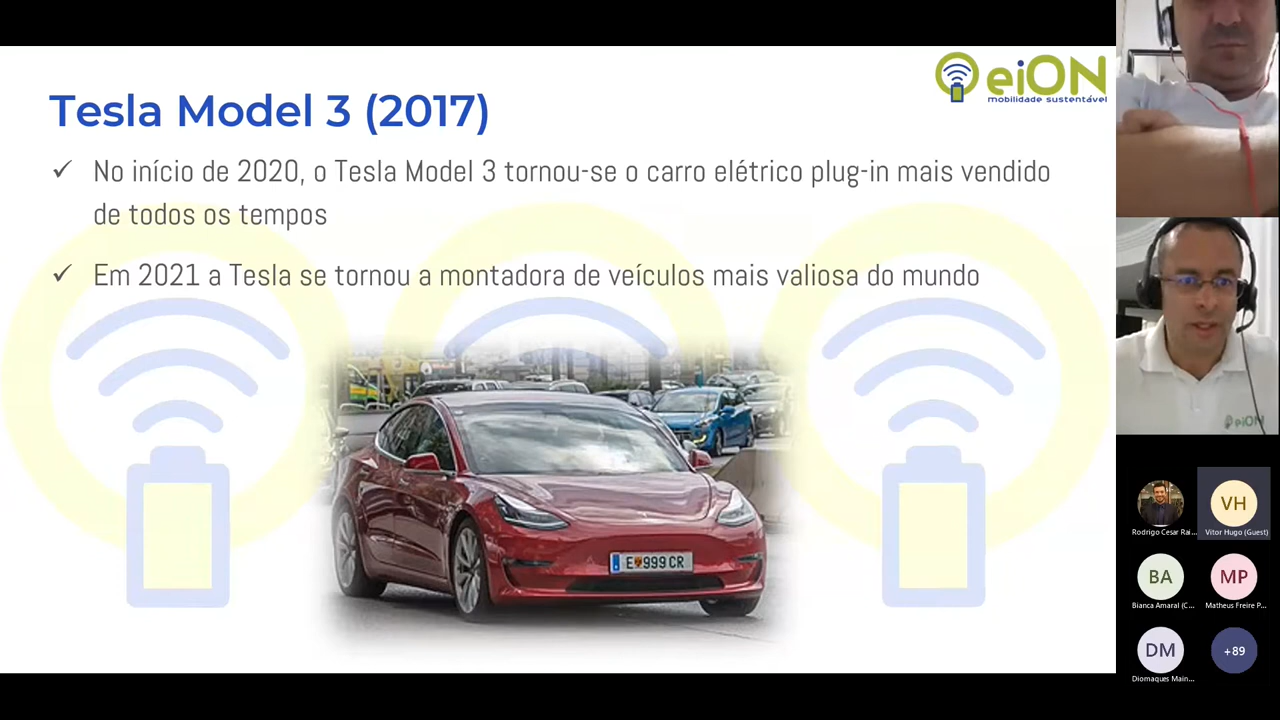 eiON
mobilidade sustentável
Tesla Model 3 (2017)
✓ No início de 2020, o Tesla Model 3 tornou-se o carro elétrico plug-in mais vendido
de todos os tempos
✓ Em 2021 a Tesla se tornou a montadora de veículos mais valiosa do mundo
E 999 CR
eiON
Rodrigo Cesar Rai...
VH
Vitor Hugo (Guest)
BA
Bianca Amaral (C...
MP
Matheus Freire P...
DM
Diomaques Main...
+89